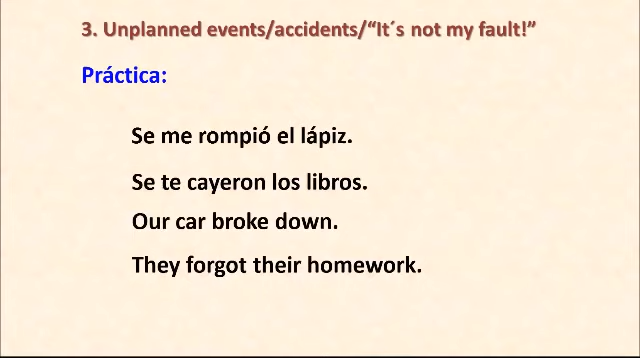 3. Unplanned events/accidents/“It´s not my fault!”
Práctica:
Se me rompió el lápiz.
Se te cayeron los libros.
Our car broke down.
They forgot their homework.